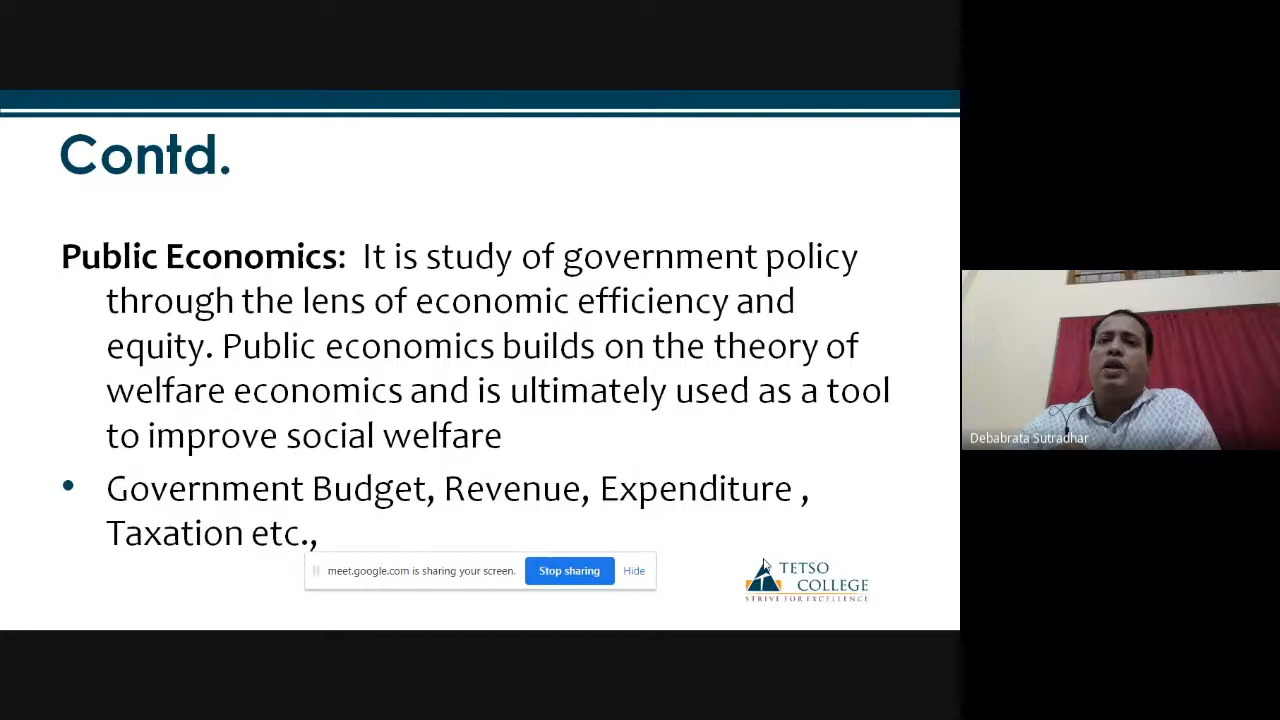 Contd.
Public Economics: It is study of government policy
through the lens of economic efficiency and
equity. Public economics builds on the theory of
welfare economics and is ultimately used as a tool
to improve social welfare
• Government Budget, Revenue, Expenditure ,
Taxation etc.,
meet.google.com is sharing your screen. Stop sharing Hide
TETSO
COLLEGE
STRIVE FOR EXCELLENCE
Debabrata Sutradhar